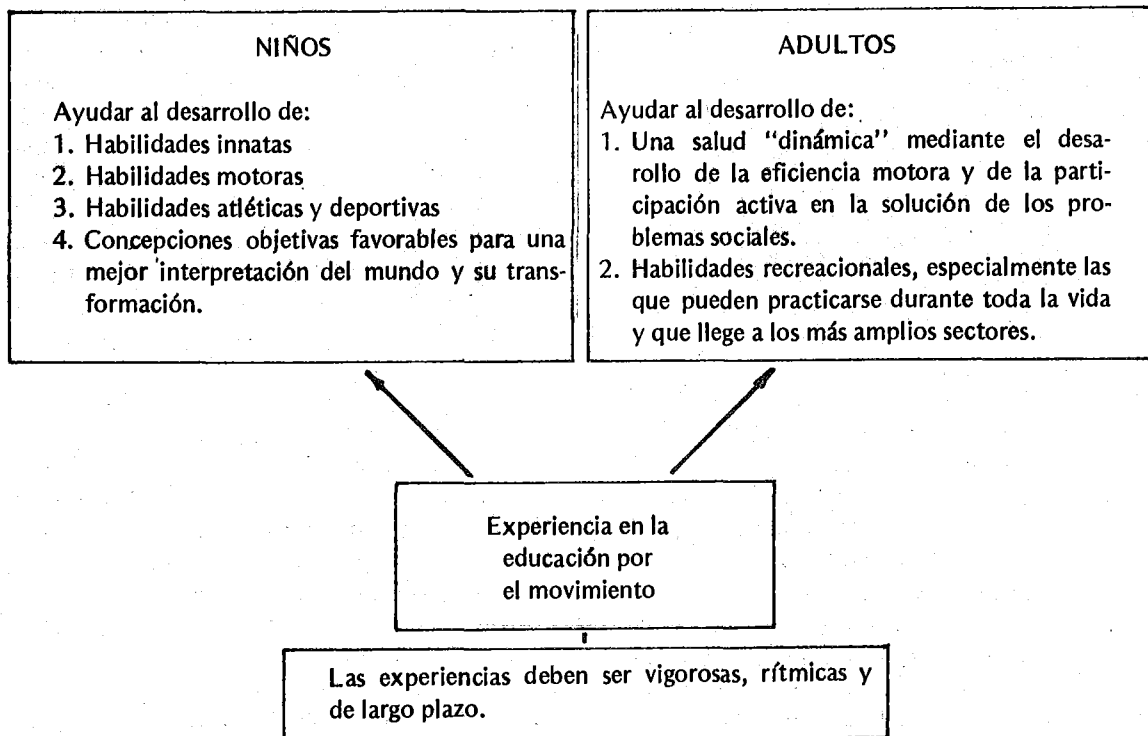 NIÑOS
Ayudar al desarrollo de:
1. Habilidades innatas
2. Habilidades motoras
3. Habilidades atléticas y deportivas
4. Concepciones objetivas favorables para una
mejor interpretación del mundo y su trans-
formación.
ADULTOS
Ayudar al desarrollo de:
1. Una salud "dinámica" mediante el desa-
rollo de la eficiencia motora y de la parti-
cipación activa en la solución de los pro-
blemas sociales.
2. Habilidades recreacionales, especialmente las
que pueden practicarse durante toda la vida
y que llege a los más amplios sectores.
Experiencia en la
educación por
el movimiento
Las experiencias deben ser vigorosas, rítmicas y
de largo plazo.